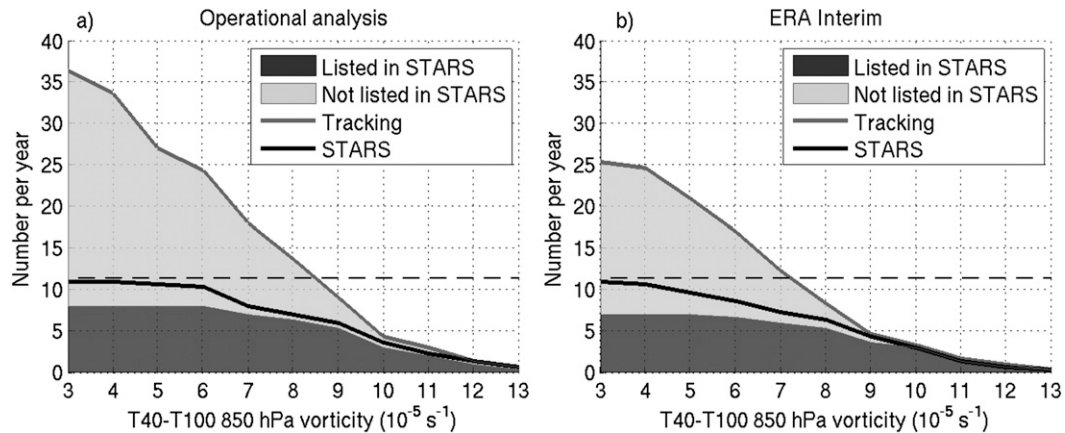 a)
Operational analysis
40
35
30
25
20
15
10
5
0
Number per year
Listed in STARS
Not listed in STARS
Tracking
STARS
3 4 5 6 7 8 9 10 11 12 13
T40-T100 850 hPa vorticity (10⁻⁵ s⁻¹)
b)
ERA Interim
40
35
30
25
20
15
10
5
0
Number per year
Listed in STARS
Not listed in STARS
Tracking
STARS
3 4 5 6 7 8 9 10 11 12 13
T40-T100 850 hPa vorticity (10⁻⁵ s⁻¹)